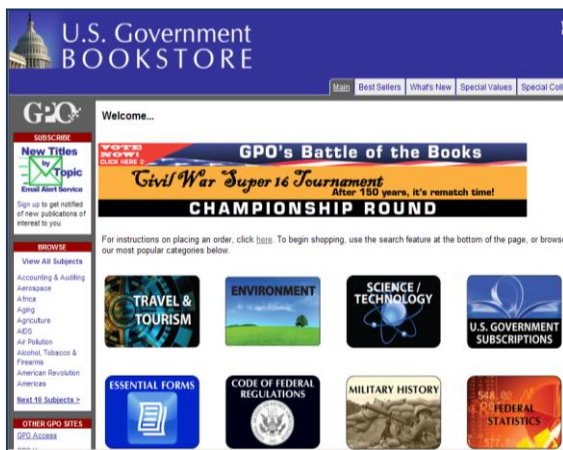 U.S. Government
BOOKSTORE
Main
Best Sellers
What's New
Special Values
Special Coll
GPO
Welcome...
SUBSCRIBE
New Titles
by
Topic
Email Alert Service
Sign up to get notified
of new publications of
interest to you.
VOTE
NOW!
CLICK HERE
GPO's Battle of the Books
Civil War Super 16 Tournament
After 150 years, it's rematch time!
CHAMPIONSHIP ROUND
For instructions on placing an order, click here. To begin shopping, use the search feature at the bottom of the page, or browse
our most popular categories below.
BROWSE
View All Subjects
Accounting & Auditing
Aerospace
Africa
Aging
Agriculture
AIDS
Air Pollution
Alcohol, Tobacco &
Firearms
American Revolution
Americas
Next 10 Subjects >
OTHER GPO SITES
GPO Access
TRAVEL &
TOURISM
ENVIRONMENT
SCIENCE /
TECHNOLOGY
U.S. GOVERNMENT
SUBSCRIPTIONS
ESSENTIAL FORMS
CODE OF FEDERAL
REGULATIONS
MILITARY HISTORY
FEDERAL
STATISTICS